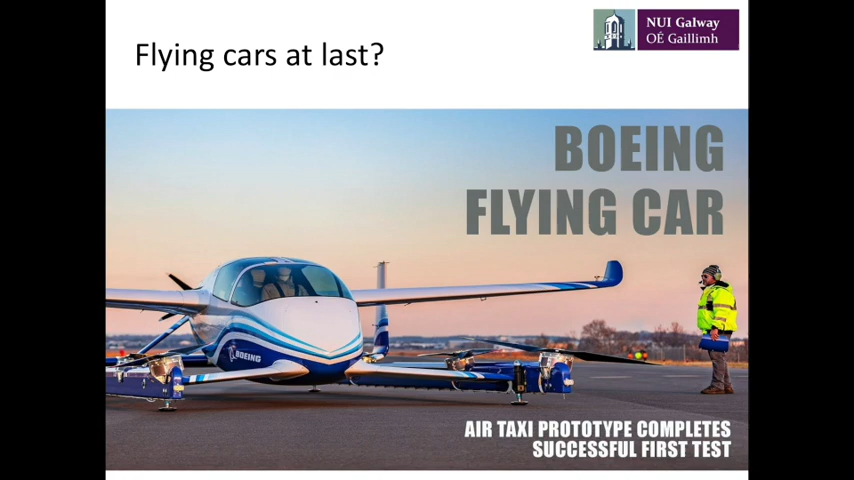 Flying cars at last?
NUI Galway
OÉ Gaillimh
BOEING
FLYING CAR
BOEING
AIR TAXI PROTOTYPE COMPLETES
SUCCESSFUL FIRST TEST